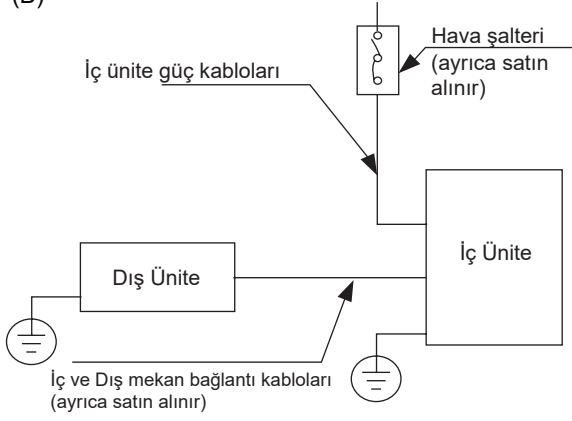 (B)
Hava şalteri
(ayrıca satın
alınır)
İç ünite güç kabloları
İç Ünite
Dış Ünite
İç ve Dış mekan bağlantı kabloları
(ayrıca satın alınır)